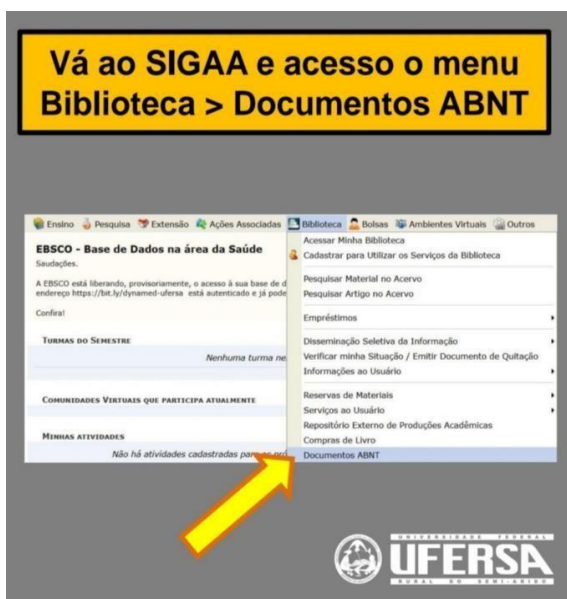 Vá ao SIGAA e acesso o menu
Biblioteca > Documentos ABNT
Ensino Pesquisa Extensão Ações Associadas Biblioteca Bolsas Ambientes Virtuais Outros
EBSCO - Base de Dados na área da Saúde
Saudações.
A EBSCO está liberando, provisoriamente, o acesso à sua base de d
endereço https://bit.ly/dynamed-ufersa está autenticado e já pode
Confira!
Turmas do Semestre
Nenhuma turma ne
Comunidades Virtuais que participa atualmente
Minhas atividades
Não há atividades cadastradas para os pró
Acessar Minha Biblioteca
Cadastrar para Utilizar os Serviços da Biblioteca
Pesquisar Material no Acervo
Pesquisar Artigo no Acervo
Empréstimos
Disseminação Seletiva da Informação
Verificar minha Situação / Emitir Documento de Quitação
Informações ao Usuário
Reservas de Materiais
Serviços ao Usuário
Repositório Externo de Produções Acadêmicas
Compras de Livro
Documentos ABNT
UNIVERSIDADE FEDERAL
UFERSA
RURAL DO SEMI-ÁRIDO